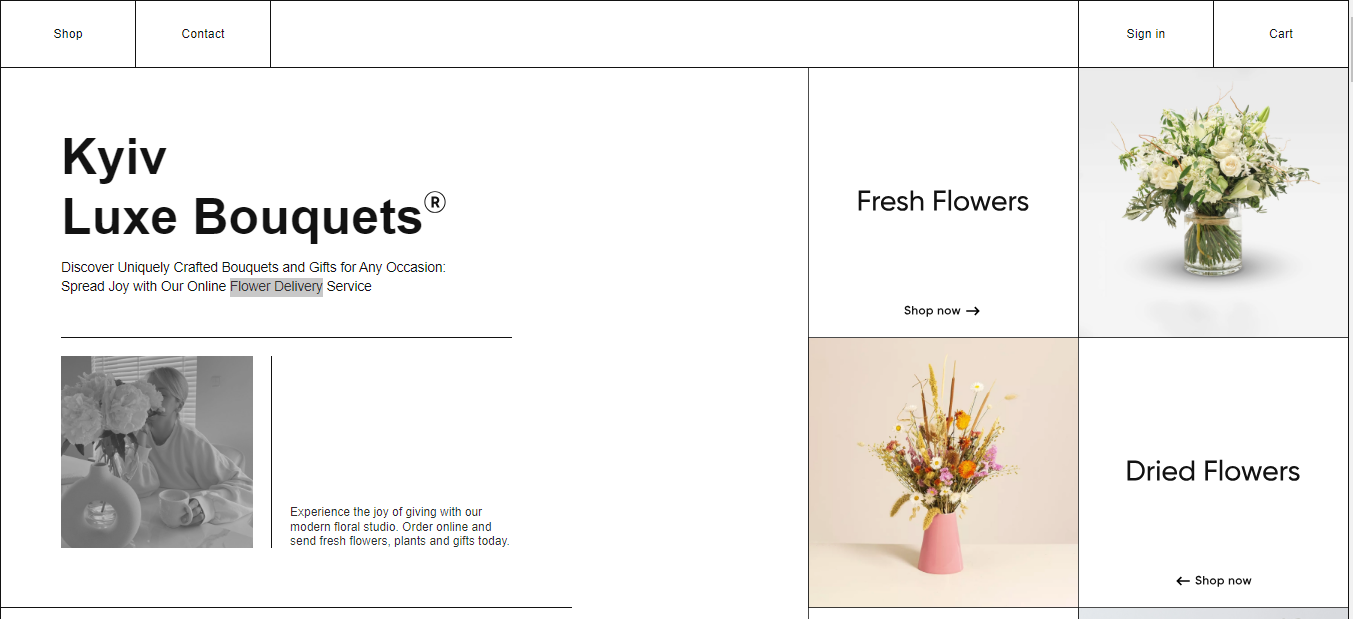 Shop
Contact
Sign in
Cart
Kyiv
Luxe Bouquets®
Discover Uniquely Crafted Bouquets and Gifts for Any Occasion:
Spread Joy with Our Online Flower Delivery Service
Experience the joy of giving with our
modern floral studio. Order online and
send fresh flowers, plants and gifts today.
Fresh Flowers
Shop now →
Dried Flowers
← Shop now